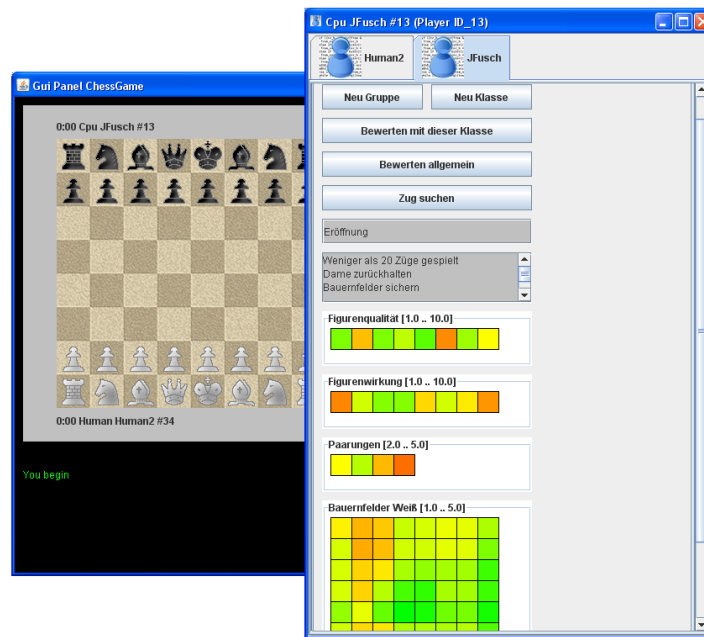 Cpu JFusch #13 (Player ID_13)
Human2
JFusch
Gui Panel ChessGame
0:00 Cpu JFusch #13
0:00 Human Human2 #34
You begin
Neu Gruppe
Neu Klasse
Bewerten mit dieser Klasse
Bewerten allgemein
Zug suchen
Eröffnung
Weniger als 20 Züge gespielt
Dame zurückhalten
Bauernfelder sichern
Figurenqualität [1.0 .. 10.0]
Figurenwirkung [1.0 .. 10.0]
Paarungen [2.0 .. 5.0]
Bauernfelder Weiß [1.0 .. 5.0]